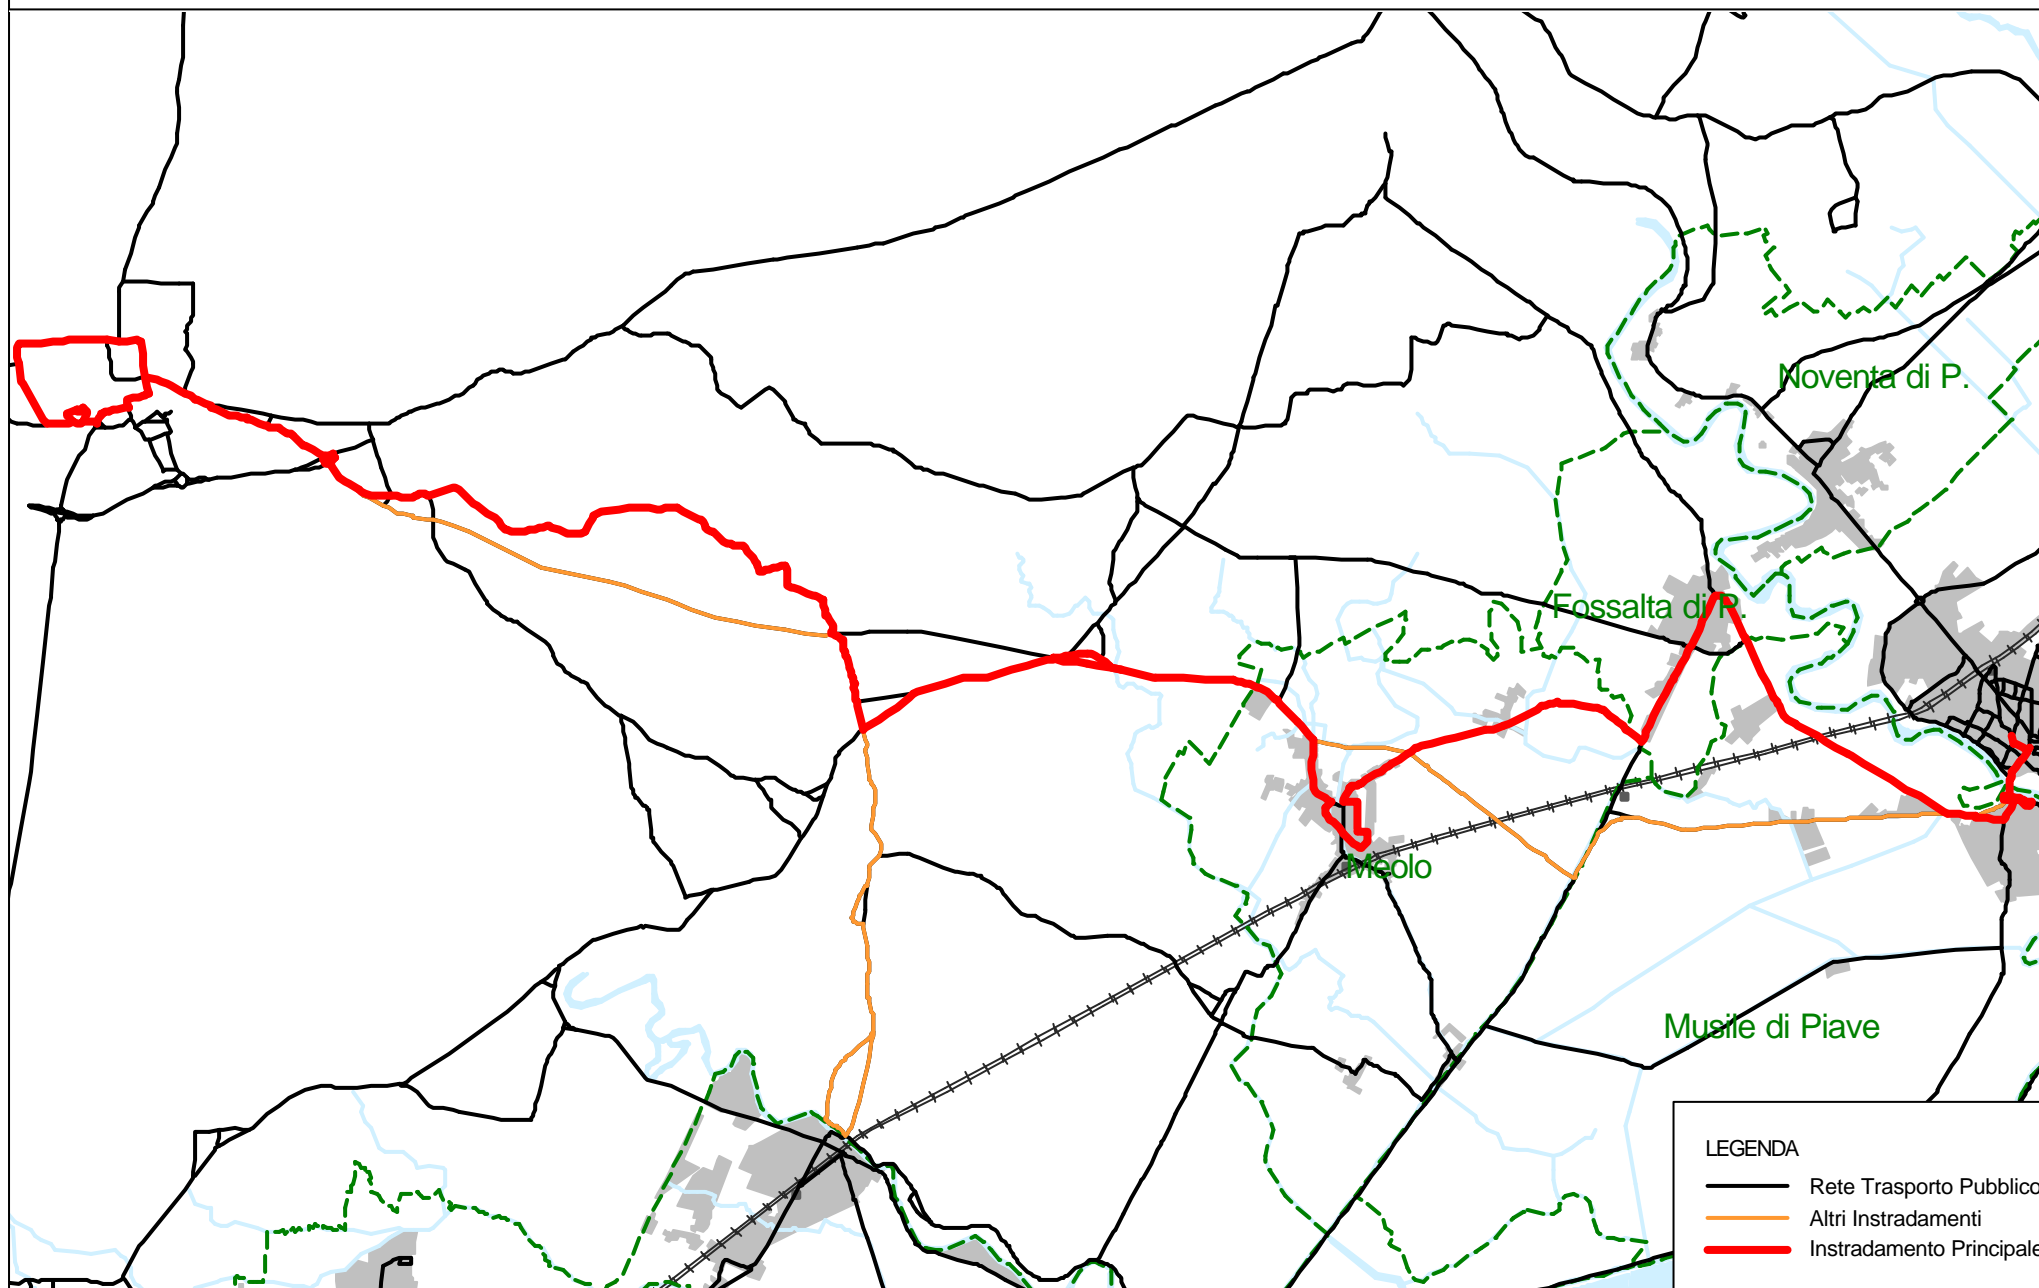 Noventa di P.
Fossalta di P.
Meolo
Musile di Piave
LEGENDA
Rete Trasporto Pubblico
Altri Instradamenti
Instradamento Principale